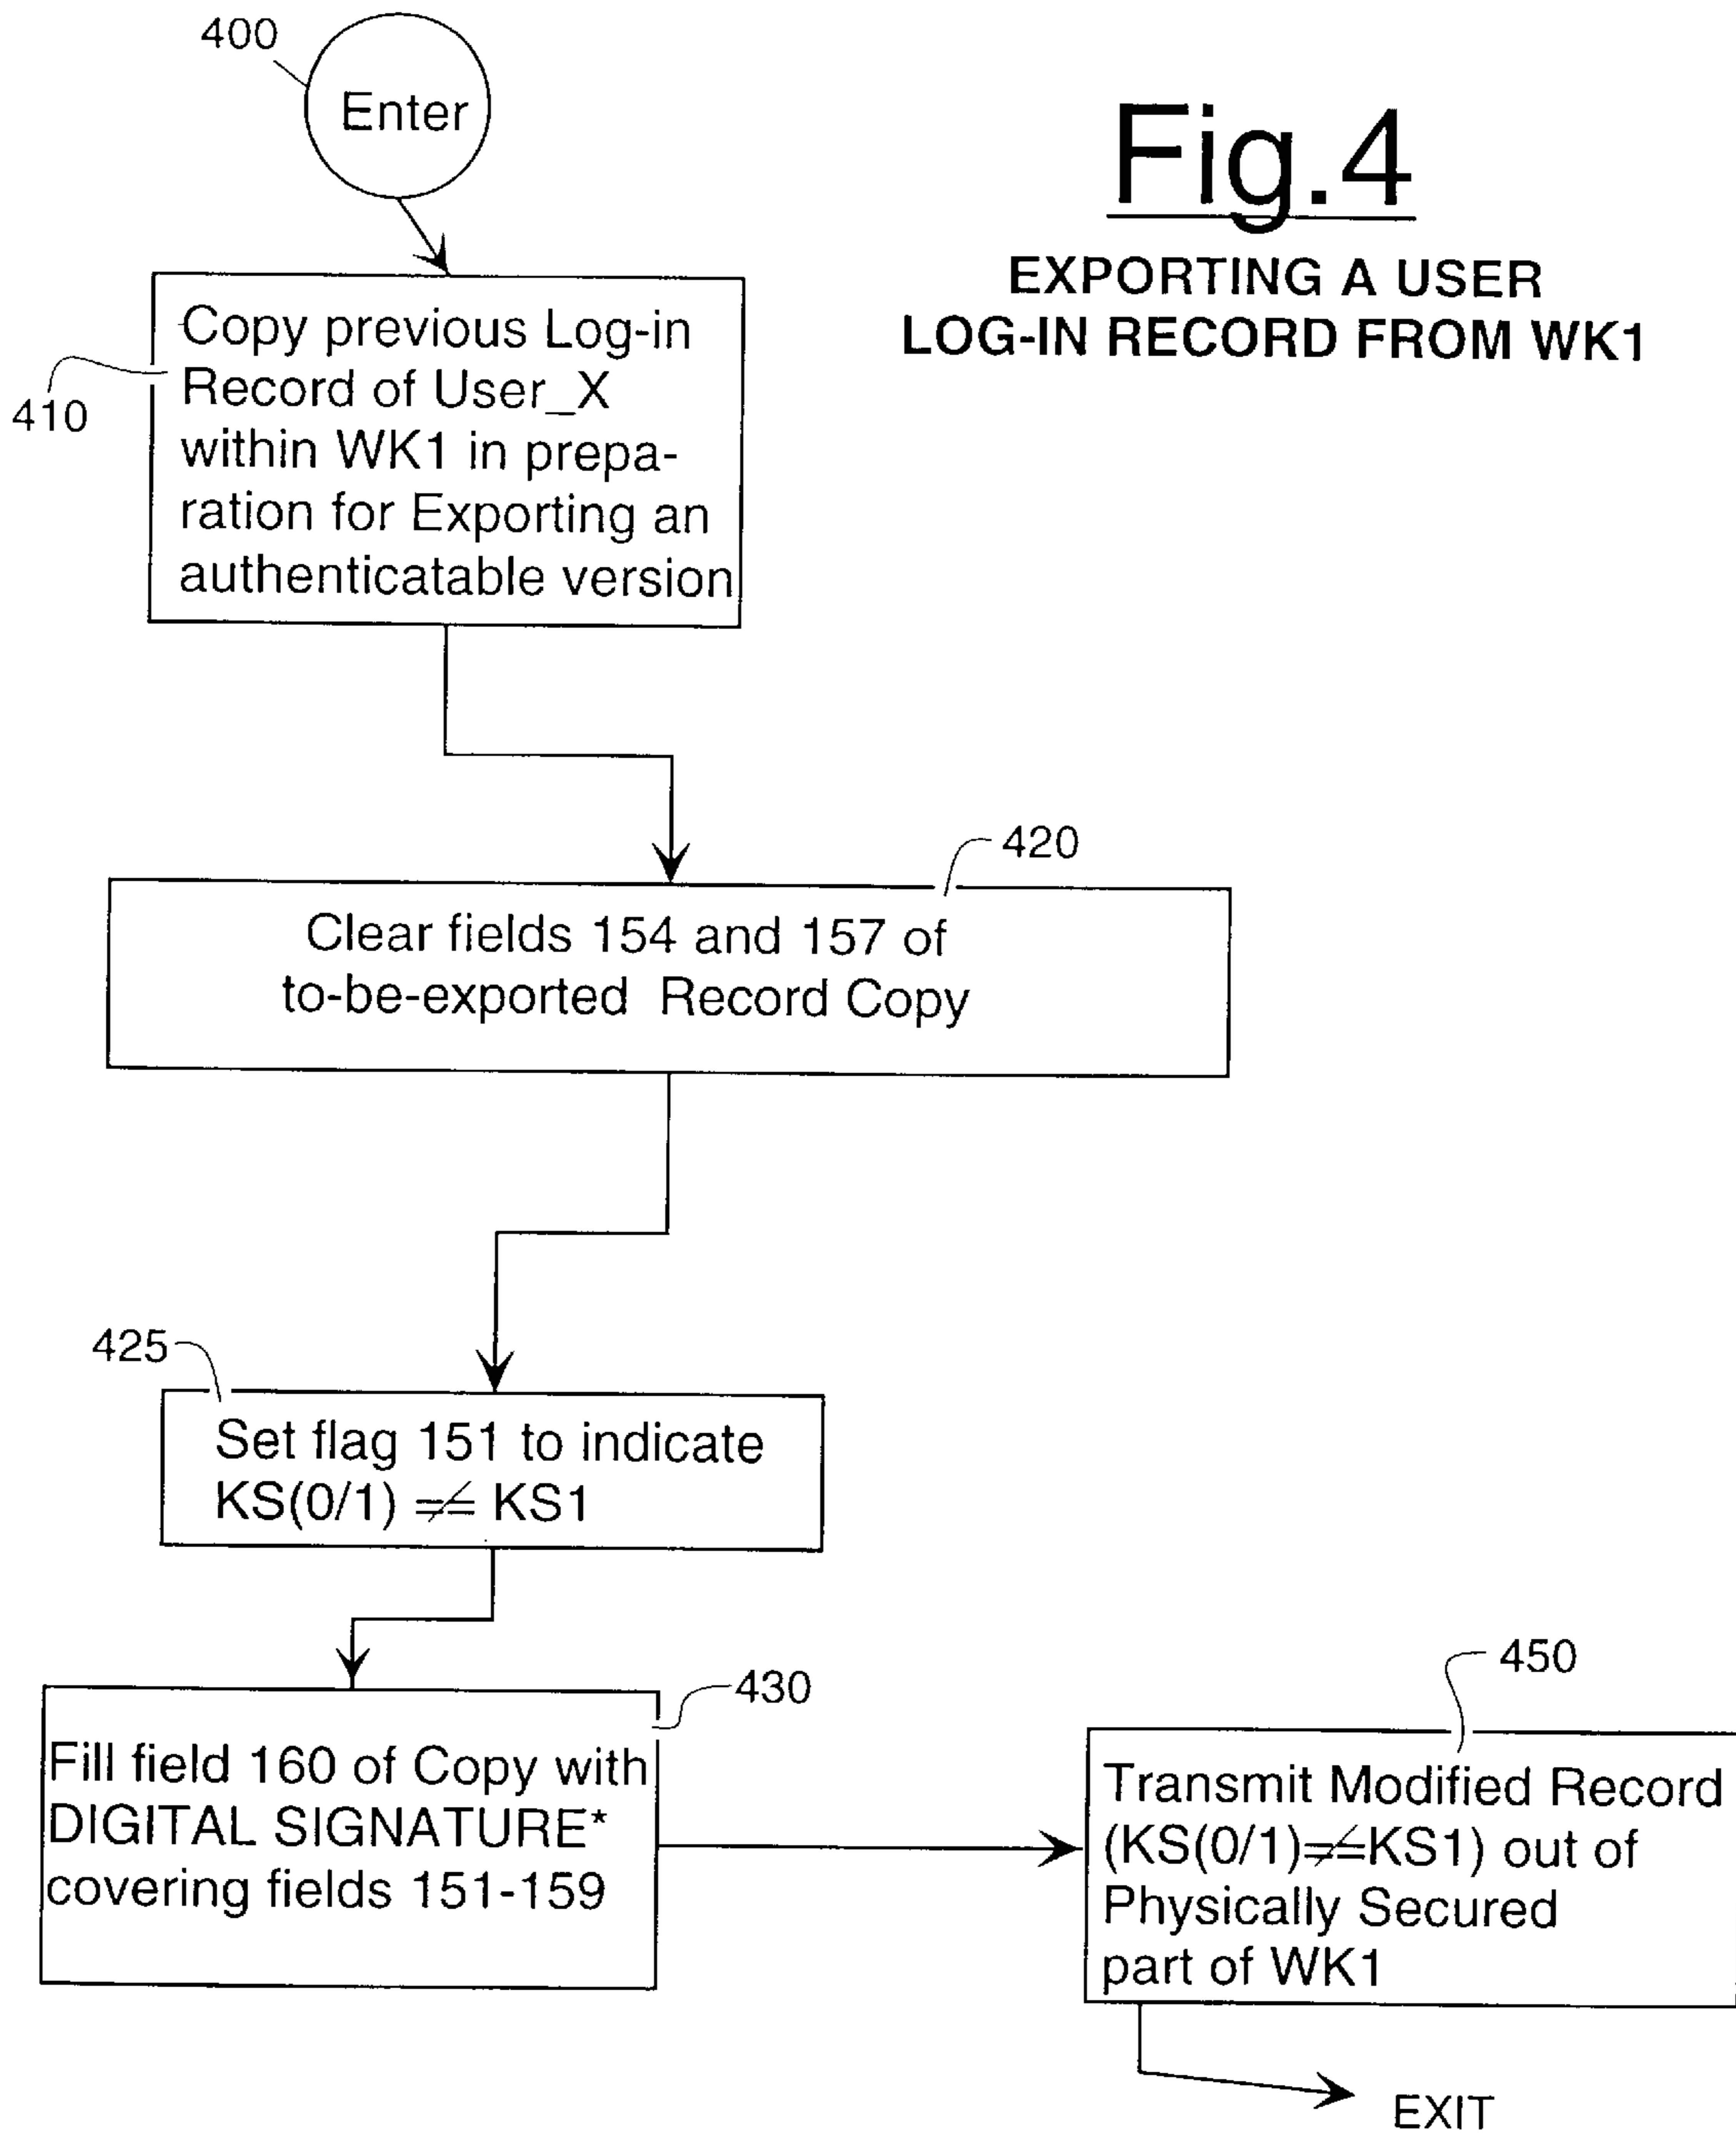 400
Enter
Fig.4
EXPORTING A USER
LOG-IN RECORD FROM WK1
410
Copy previous Log-in
Record of User_X
within WK1 in prepa-
ration for Exporting an
authenticatable version
420
Clear fields 154 and 157 of
to-be-exported Record Copy
425
Set flag 151 to indicate
KS(0/1) ≠ KS1
430
Fill field 160 of Copy with
DIGITAL SIGNATURE*
covering fields 151-159
450
Transmit Modified Record
(KS(0/1)≠KS1) out of
Physically Secured
part of WK1
EXIT